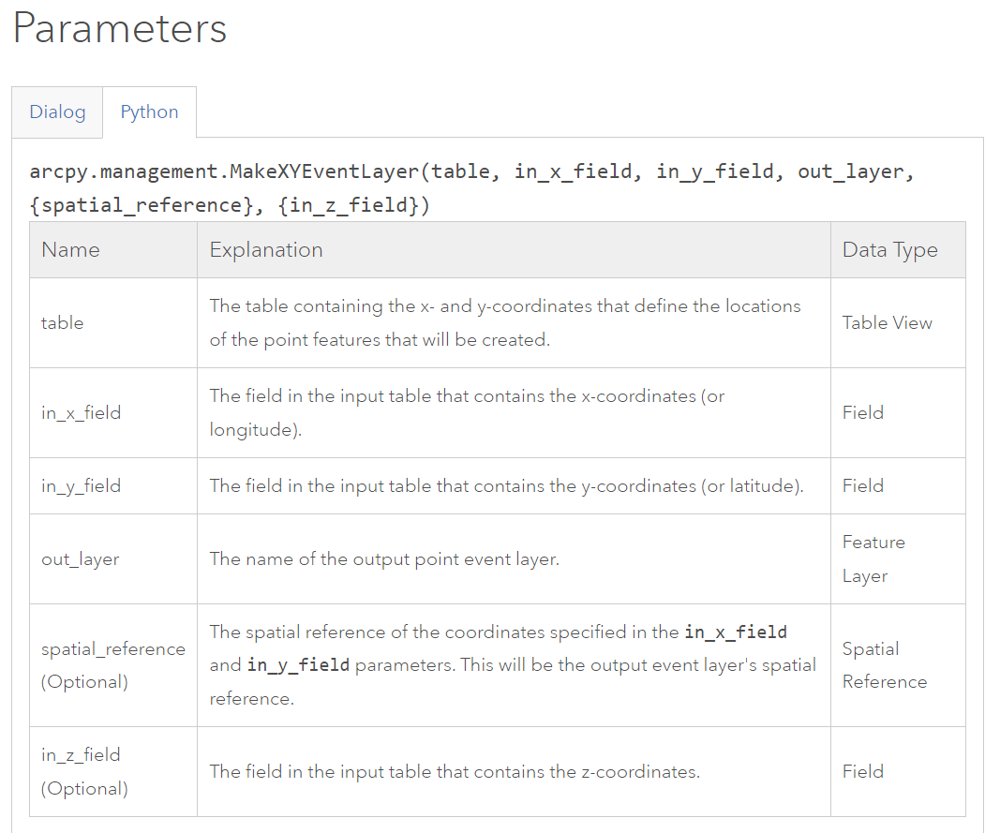 Parameters
Dialog
Python
arcpy.management.MakeXYEventLayer(table, in_x_field, in_y_field, out_layer,
{spatial_reference}, {in_z_field})
Name
Explanation
Data Type
table
The table containing the x- and y-coordinates that define the locations
of the point features that will be created.
Table View
in_x_field
The field in the input table that contains the x-coordinates (or
longitude).
Field
in_y_field
The field in the input table that contains the y-coordinates (or latitude).
Field
out_layer
The name of the output point event layer.
Feature
Layer
spatial_reference
(Optional)
The spatial reference of the coordinates specified in the in_x_field
and in_y_field parameters. This will be the output event layer's spatial
reference.
Spatial
Reference
in_z_field
(Optional)
The field in the input table that contains the z-coordinates.
Field